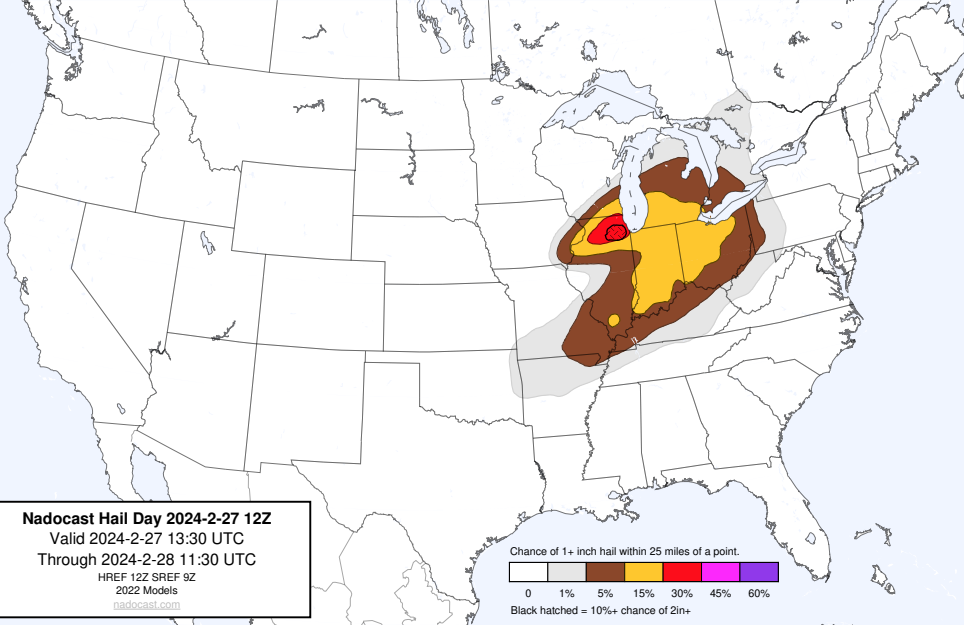 Nadocast Hail Day 2024-2-27 12Z
Valid 2024-2-27 13:30 UTC
Through 2024-2-28 11:30 UTC
HREF 12Z SREF 9Z
2022 Models
nadocast.com
Chance of 1+ inch hail within 25 miles of a point.
0 1% 5% 15% 30% 45% 60%
Black hatched = 10%+ chance of 2in+